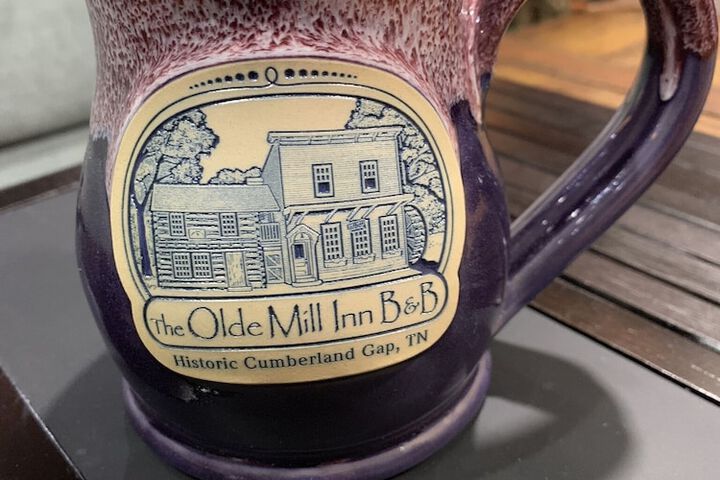 The Olde Mill Inn B&B
Historic Cumberland Gap, TN